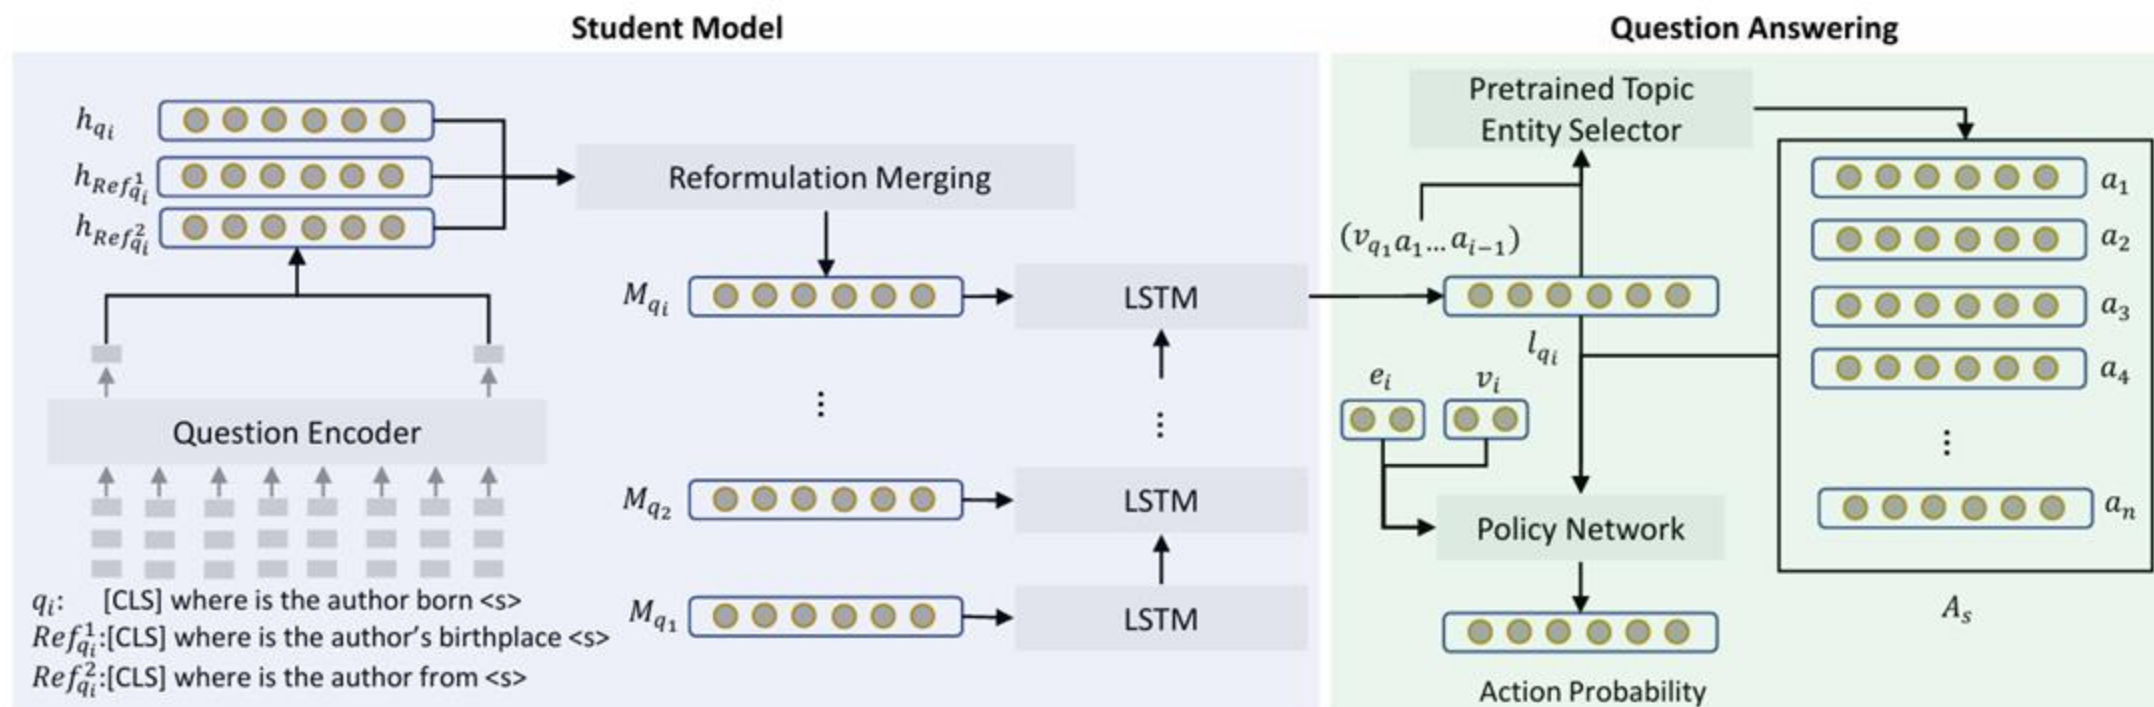 Student Model
h_{q_i}
h_{Ref^1_{q_i}}
h_{Ref^2_{q_i}}
Reformulation Merging
M_{q_i}
LSTM
⋮
⋮
Question Encoder
M_{q_2}
LSTM
M_{q_1}
LSTM
q_i: [CLS] where is the author born <s>
Ref^1_{q_i}:[CLS] where is the author's birthplace <s>
Ref^2_{q_i}:[CLS] where is the author from <s>
Question Answering
Pretrained Topic
Entity Selector
(v_{q_1}a_1…a_{i−1})
l_{q_i}
e_i
v_i
Policy Network
Action Probability
a_1
a_2
a_3
a_4
⋮
a_n
A_s